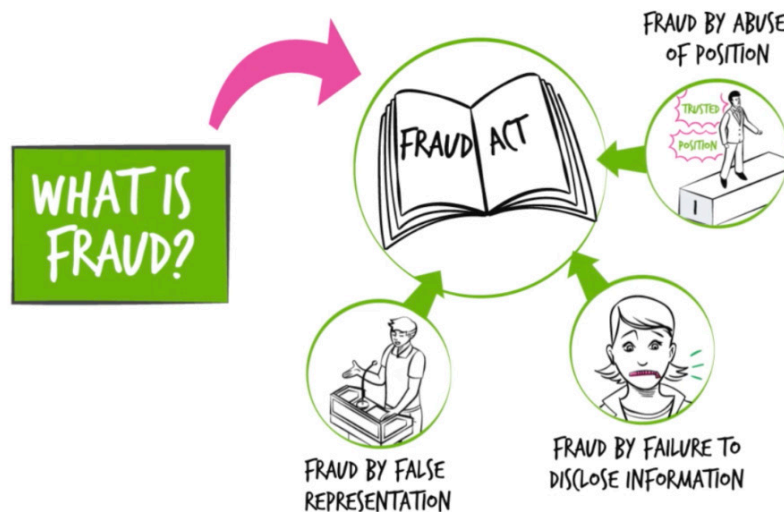 WHAT IS
FRAUD?
FRAUD ACT
FRAUD BY ABUSE
OF POSITION
TRUSTED
POSITION
1
FRAUD BY FALSE
REPRESENTATION
FRAUD BY FAILURE TO
DISCLOSE INFORMATION